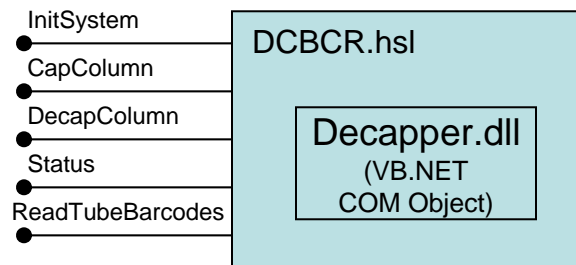 InitSystem
CapColumn
DecapColumn
Status
ReadTubeBarcodes
DCBCR.hsl
Decapper.dll
(VB.NET
COM Object)